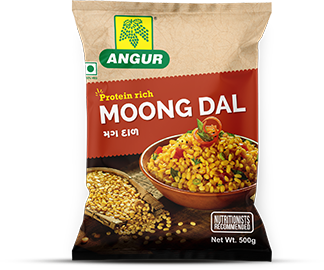 ANGUR
Protein rich
MOONG DAL
મગ દાળ
NUTRITIONISTS
RECOMMENDED
Net Wt. 500g